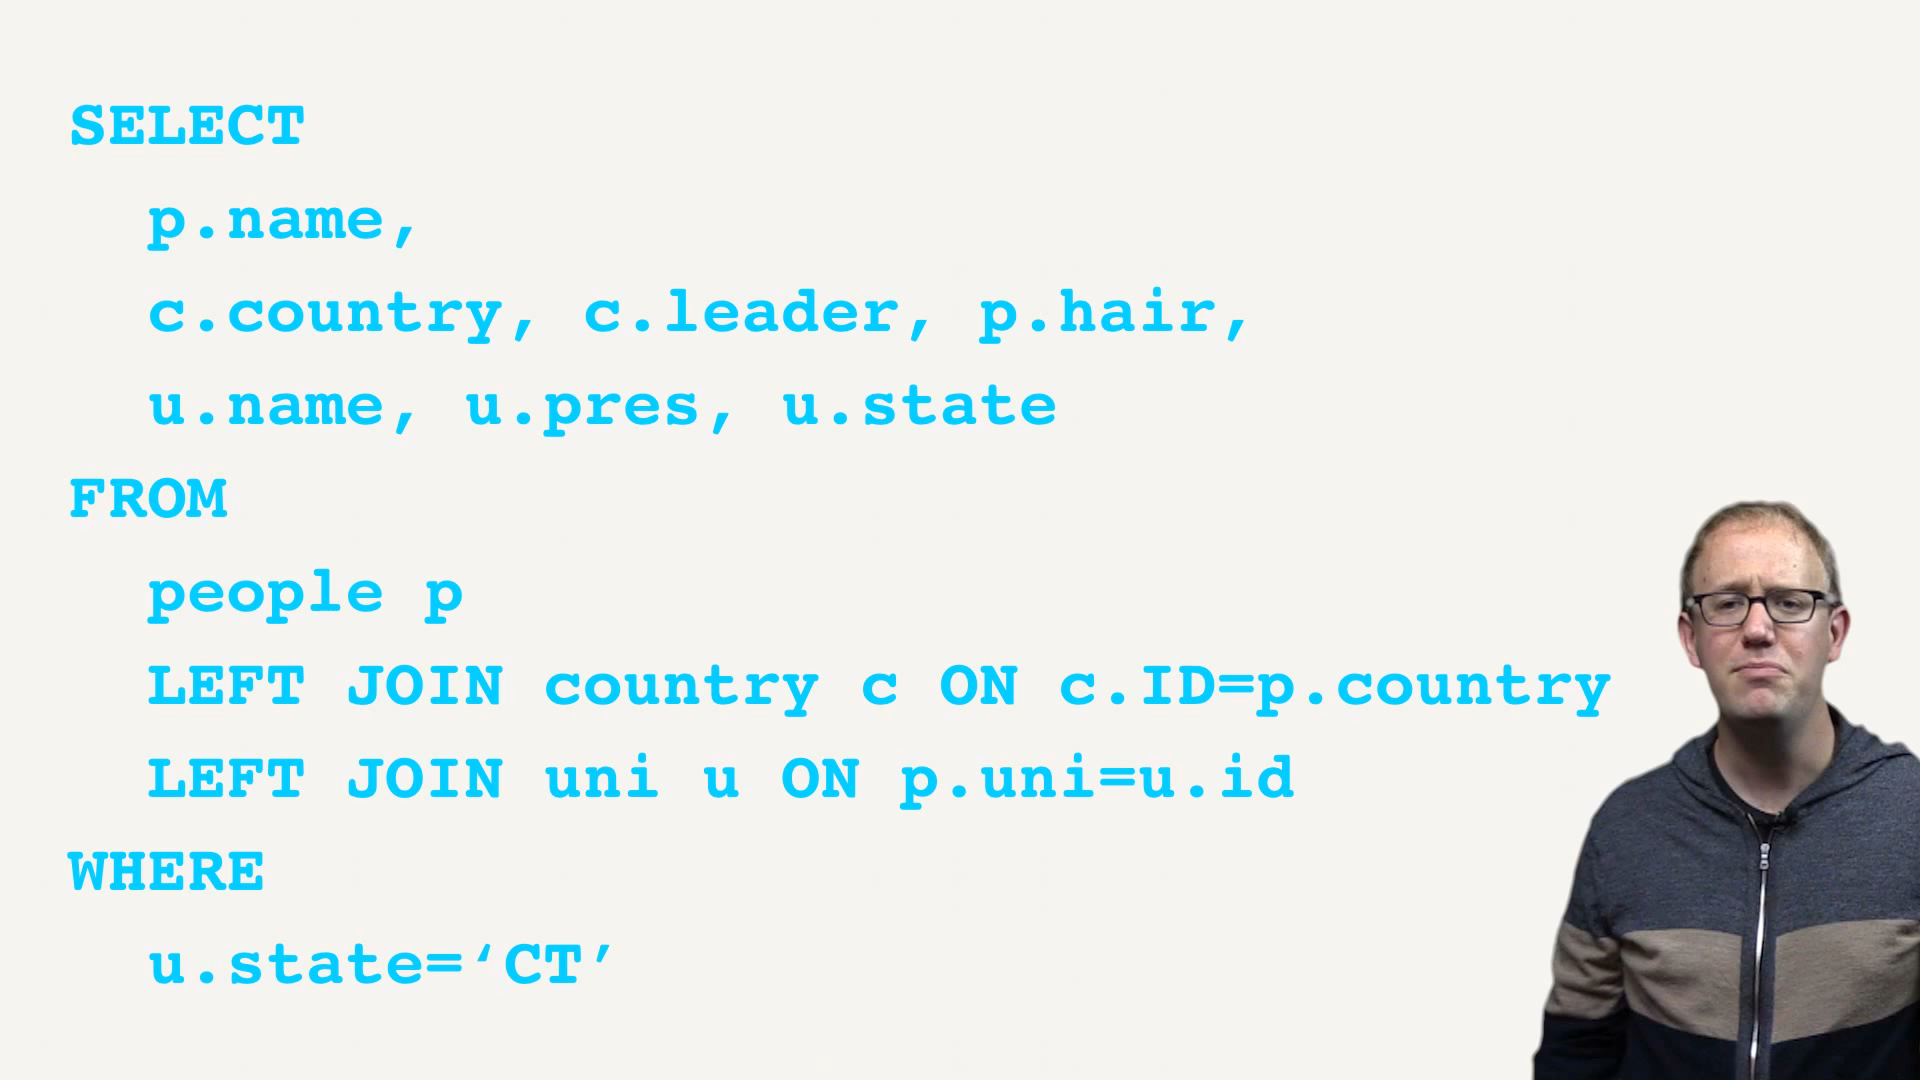 SELECT
p.name,
c.country, c.leader, p.hair,
u.name, u.pres, u.state
FROM
people p
LEFT JOIN country c ON c.ID=p.country
LEFT JOIN uni u ON p.uni=u.id
WHERE
u.state=‘CT’